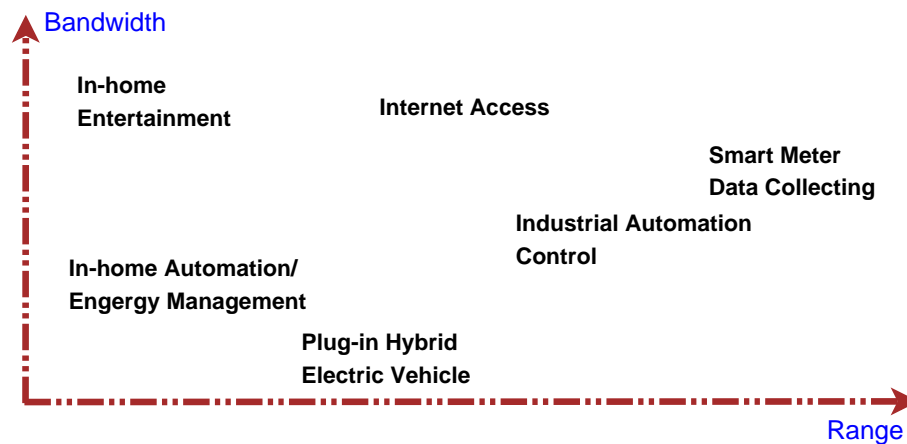 Bandwidth
In-home
Entertainment
Internet Access
Smart Meter
Data Collecting
Industrial Automation
Control
In-home Automation/
Engergy Management
Plug-in Hybrid
Electric Vehicle
Range